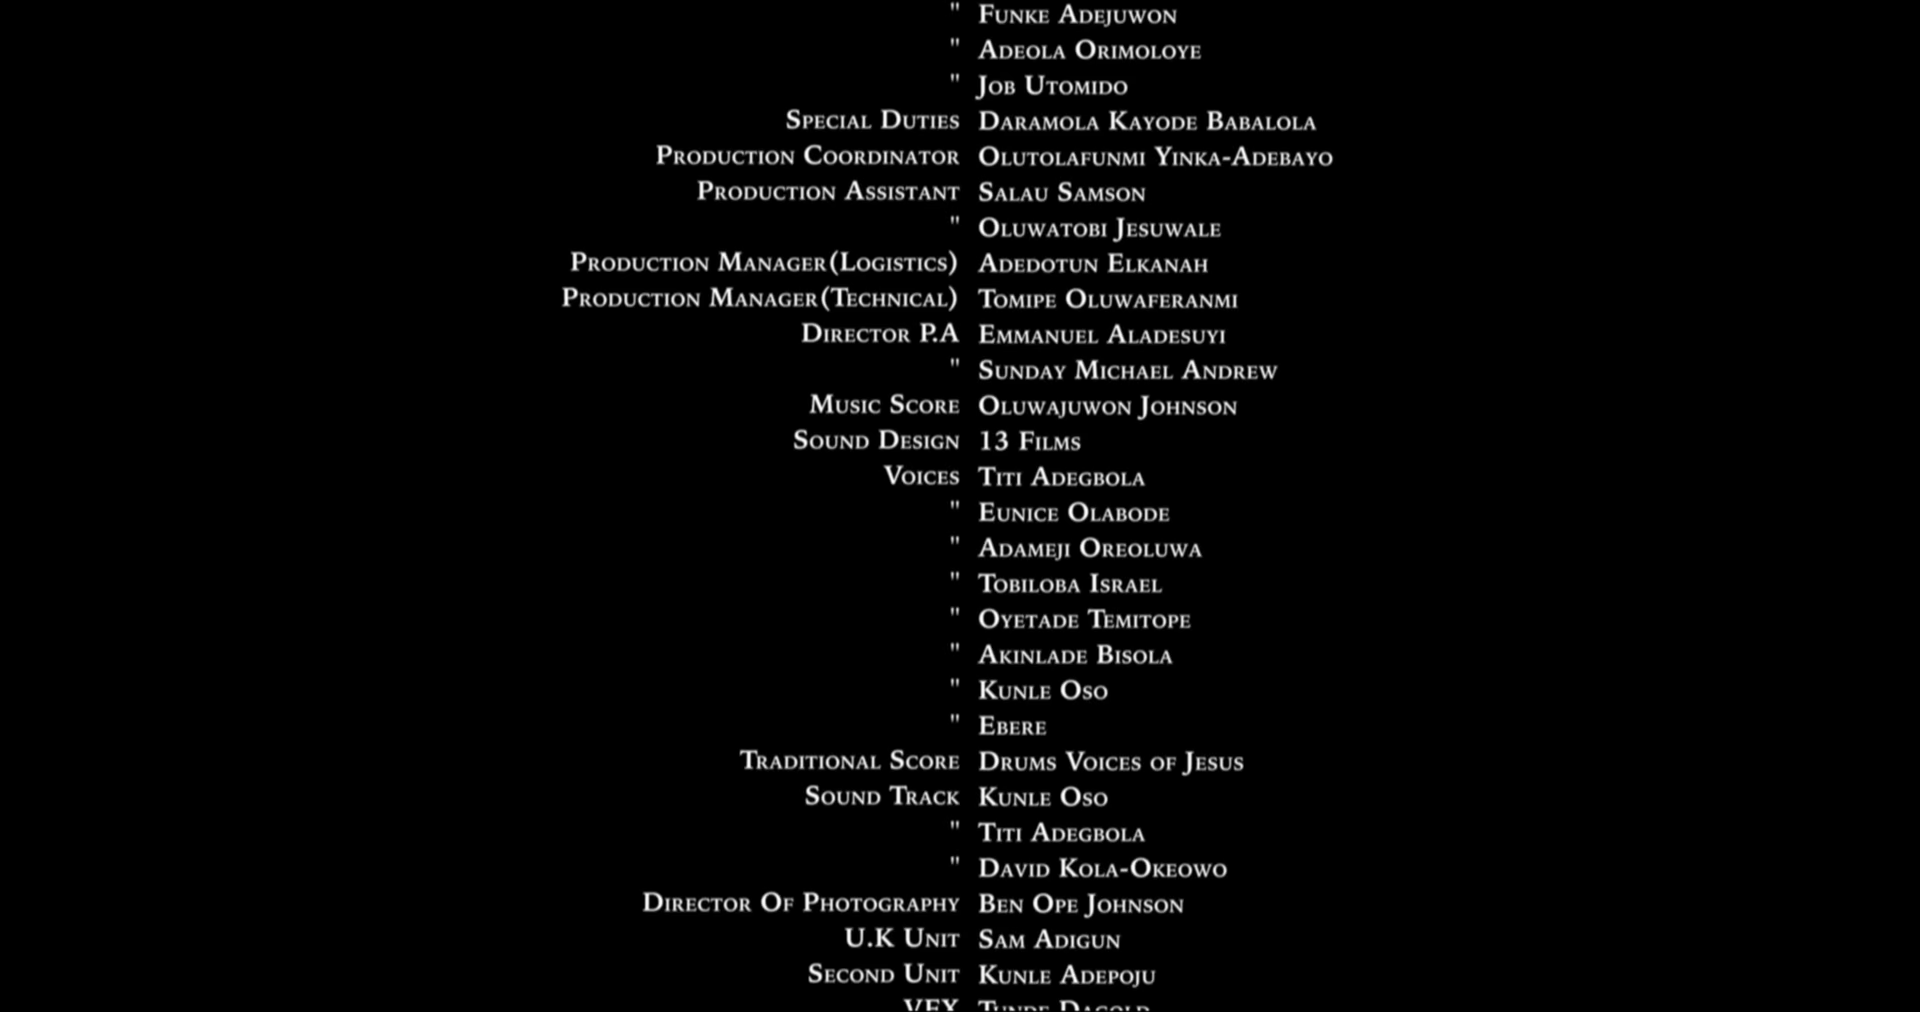 " Funke Adejuwon
" Adeola Orimoloye
" Job Utomido
Special Duties Daramola Kayode Babalola
Production Coordinator Olutolafunmi Yinka-Adebayo
Production Assistant Salau Samson
" Oluwatobi Jesuwale
Production Manager(Logistics) Adedotun Elkanah
Production Manager(Technical) Tomipe Oluwaferanmi
Director P.A Emmanuel Aladesuyi
" Sunday Michael Andrew
Music Score Oluwajuwon Johnson
Sound Design 13 Films
Voices Titi Adegbola
" Eunice Olabode
" Adameji Oreoluwa
" Tobiloba Israel
" Oyetade Temitope
" Akinlade Bisola
" Kunle Oso
" Ebere
Traditional Score Drums Voices of Jesus
Sound Track Kunle Oso
" Titi Adegbola
" David Kola-Okeowo
Director Of Photography Ben Ope Johnson
U.K Unit Sam Adigun
Second Unit Kunle Adepoju
VFX Tunde